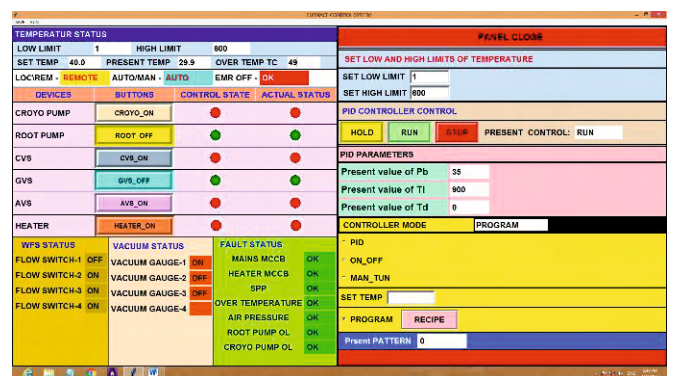 FURNACE CONTROL SYSTEM
TEMPERATUR STATUS
LOW LIMIT 1 HIGH LIMIT 800
SET TEMP 40.0 PRESENT TEMP 29.9 OVER TEMP TC 49
LOC\REM - REMOTE AUTO/MAN - AUTO EMR OFF - OK
DEVICES BUTTONS CONTROL STATE ACTUAL STATUS
CROYO PUMP CROYO_ON
ROOT PUMP ROOT OFF
CVS CVS_ON
GVS GVS_OFF
AVS AVS_ON
HEATER HEATER_ON
WFS STATUS
FLOW SWITCH-1 OFF
FLOW SWITCH-2 ON
FLOW SWITCH-3 ON
FLOW SWITCH-4 ON
VACUUM STATUS
VACUUM GAUGE-1 ON
VACUUM GAUGE-2 OFF
VACUUM GAUGE-3 OFF
VACUUM GAUGE-4
FAULT STATUS
MAINS MCCB OK
HEATER MCCB OK
SPP OK
OVER TEMPERATURE OK
AIR PRESSURE OK
ROOT PUMP OL OK
CROYO PUMP OL OK
PANEL CLOSE
SET LOW AND HIGH LIMITS OF TEMPERATURE
SET LOW LIMIT 1
SET HIGH LIMIT 800
PID CONTROLLER CONTROL
HOLD RUN STOP PRESENT CONTROL: RUN
PID PARAMETERS
Present value of Pb 35
Present value of TI 900
Present value of Td 0
CONTROLLER MODE PROGRAM
PID
ON_OFF
MAN_TUN
SET TEMP
PROGRAM RECIPE
Prsent PATTERN 0